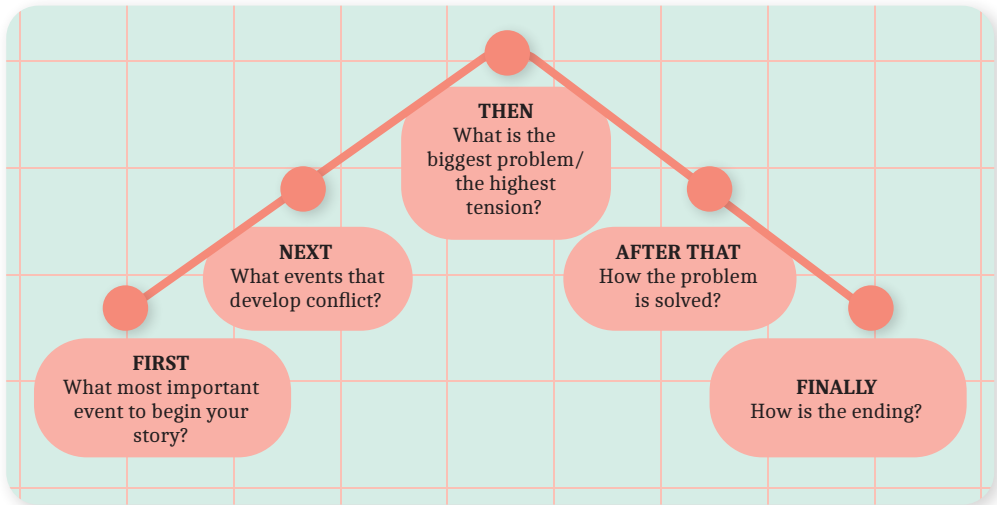 FIRST
What most important
event to begin your
story?
NEXT
What events that
develop conflict?
THEN
What is the
biggest problem/
the highest
tension?
AFTER THAT
How the problem
is solved?
FINALLY
How is the ending?